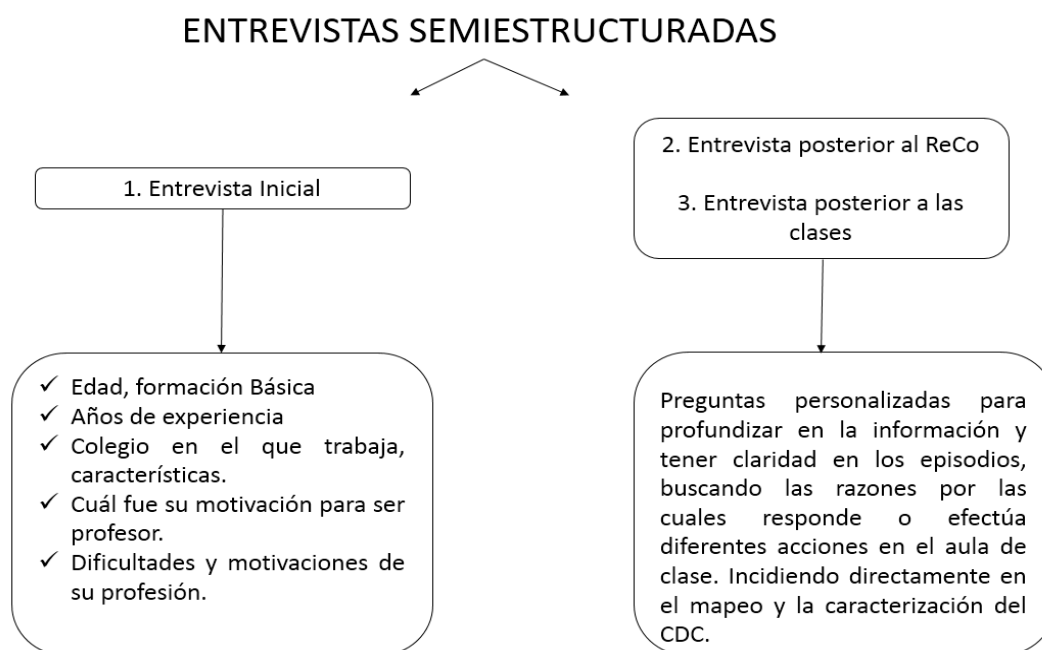 ENTREVISTAS SEMIESTRUCTURADAS
1. Entrevista Inicial
✓ Edad, formación Básica
✓ Años de experiencia
✓ Colegio en el que trabaja,
características.
✓ Cuál fue su motivación para ser
profesor.
✓ Dificultades y motivaciones de
su profesión.
2. Entrevista posterior al ReCo
3. Entrevista posterior a las
clases
Preguntas personalizadas para
profundizar en la información y
tener claridad en los episodios,
buscando las razones por las
cuales responde o efectúa
diferentes acciones en el aula de
clase. Incidiendo directamente en
el mapeo y la caracterización del
CDC.